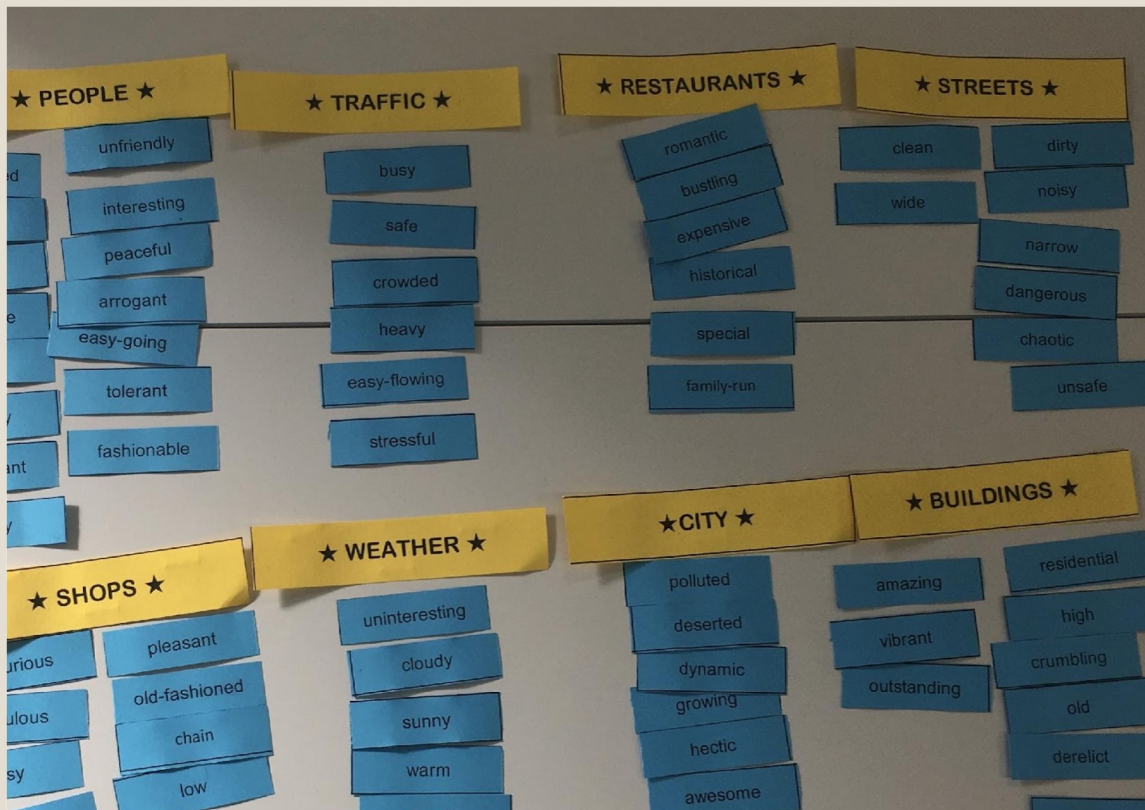 ★ PEOPLE ★
unfriendly
interesting
peaceful
arrogant
easy-going
tolerant
fashionable
★ TRAFFIC ★
busy
safe
crowded
heavy
easy-flowing
stressful
★ RESTAURANTS ★
romantic
bustling
expensive
historical
special
family-run
★ STREETS ★
clean
wide
dirty
noisy
narrow
dangerous
chaotic
unsafe
★ SHOPS ★
pleasant
old-fashioned
chain
low
★ WEATHER ★
uninteresting
cloudy
sunny
warm
★ CITY ★
polluted
deserted
dynamic
growing
hectic
awesome
★ BUILDINGS ★
amazing
vibrant
outstanding
residential
high
crumbling
old
derelict